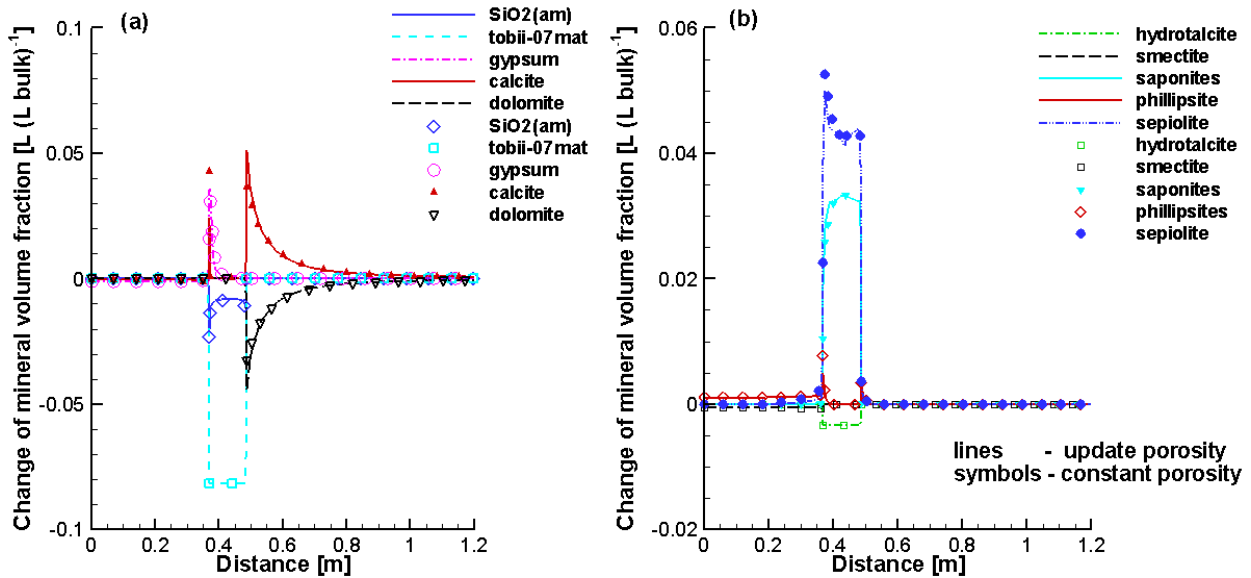 (a)
SiO2(am)
tobii-07mat
gypsum
calcite
dolomite
SiO2(am)
tobii-07mat
gypsum
calcite
dolomite
0.1
0.05
0
-0.05
-0.1
Change of mineral volume fraction [L (L bulk)-1]
0 0.2 0.4 0.6 0.8 1 1.2
Distance [m]
(b)
hydrotalcite
smectite
saponites
phillipsite
sepiolite
hydrotalcite
smectite
saponites
phillipsites
sepiolite
0.06
0.04
0.02
0
-0.02
Change of mineral volume fraction [L (L bulk)-1]
lines - update porosity
symbols - constant porosity
0 0.2 0.4 0.6 0.8 1 1.2
Distance [m]